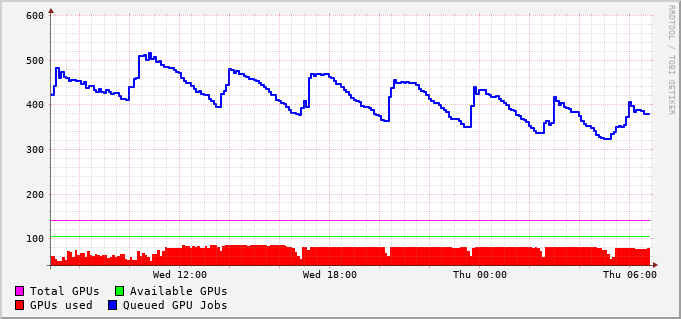 600
500
400
300
200
100
Wed 12:00 Wed 18:00 Thu 00:00 Thu 06:00
Total GPUs Available GPUs
GPUs used Queued GPU Jobs
RRDTOOL / TOBI OETIKER